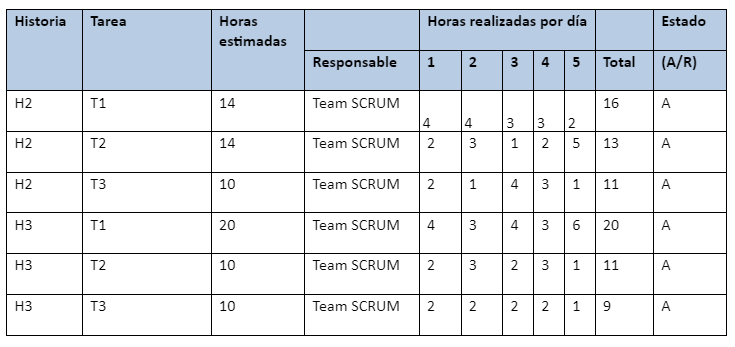 Historia Tarea Horas estimadas Horas realizadas por día Estado
Responsable 1 2 3 4 5 Total (A/R)
H2 T1 14 Team SCRUM 4 4 3 3 2 16 A
H2 T2 14 Team SCRUM 2 3 1 2 5 13 A
H2 T3 10 Team SCRUM 2 1 4 3 1 11 A
H3 T1 20 Team SCRUM 4 3 4 3 6 20 A
H3 T2 10 Team SCRUM 2 3 2 3 1 11 A
H3 T3 10 Team SCRUM 2 2 2 2 1 9 A